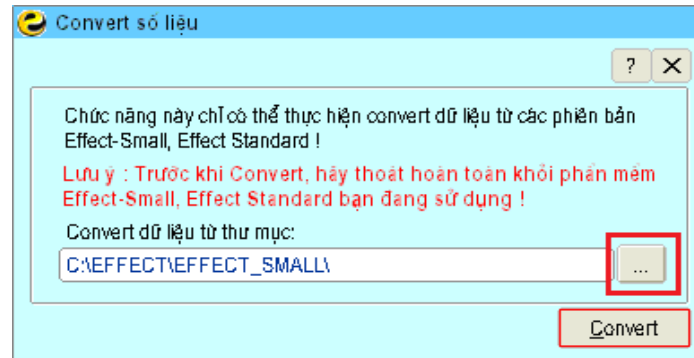 Convert số liệu
?
Chức năng này chỉ có thể thực hiện convert dữ liệu từ các phiên bản
Effect-Small, Effect Standard !
Lưu ý : Trước khi Convert, hãy thoát hoàn toàn khỏi phần mềm
Effect-Small, Effect Standard bạn đang sử dụng !
Convert dữ liệu từ thư mục:
C:\EFFECT\EFFECT_SMALL\
...
Convert